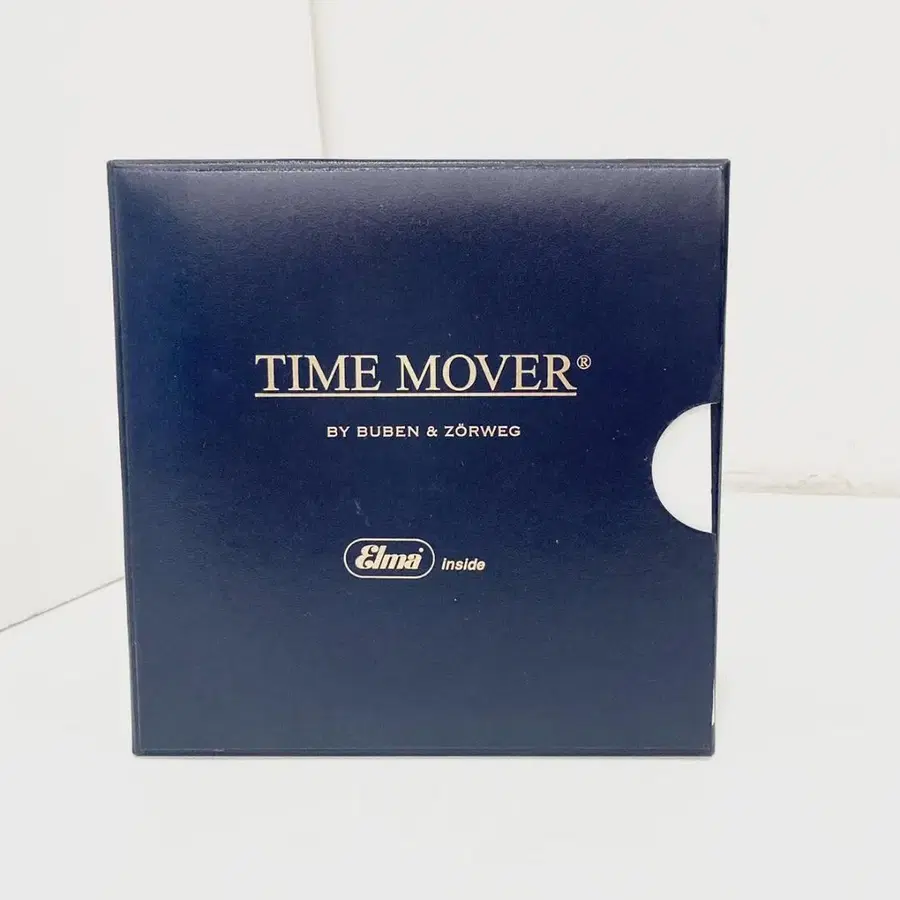 TIME MOVER®
BY BUBEN & ZÖRWEG
Elma® inside